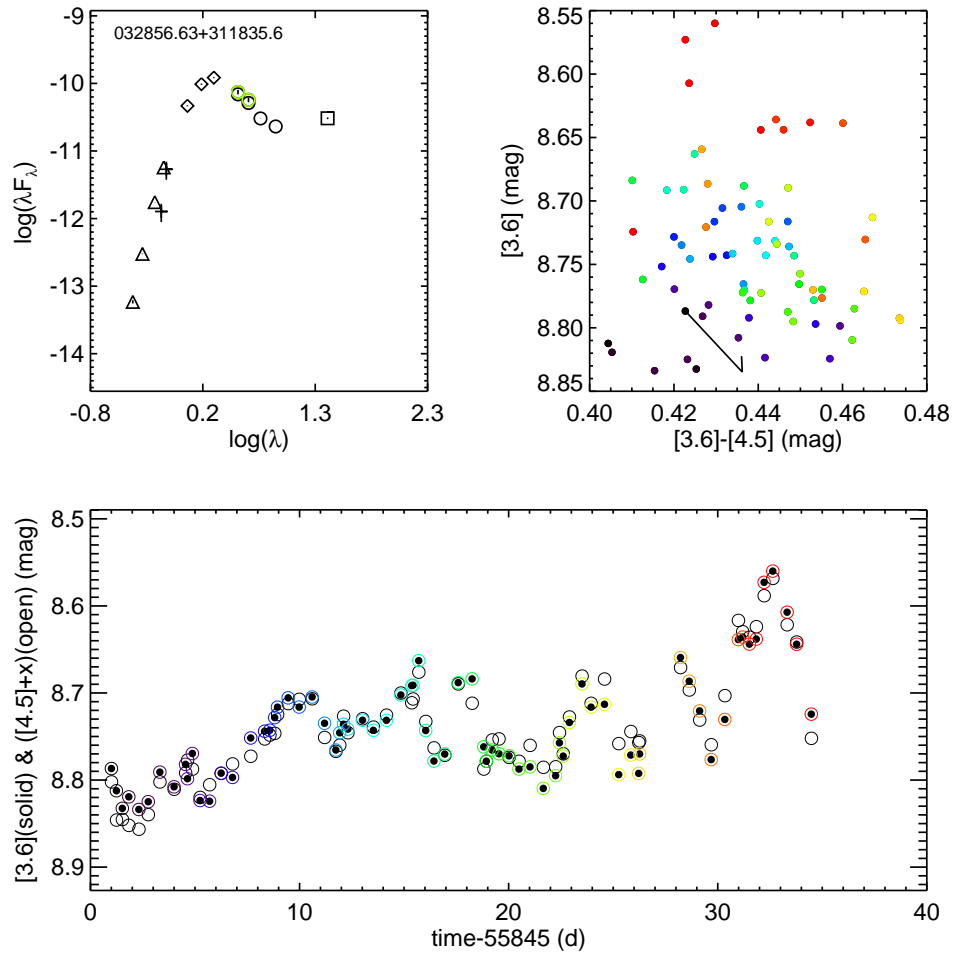 032856.63+311835.6
-9
-10
-11
-12
-13
-14
log(λF_λ)
-0.8 0.2 1.3 2.3
log(λ)
8.55
8.60
8.65
8.70
8.75
8.80
8.85
[3.6] (mag)
0.40 0.42 0.44 0.46 0.48
[3.6]-[4.5] (mag)
8.5
8.6
8.7
8.8
8.9
[3.6](solid) & ([4.5]+x)(open) (mag)
0 10 20 30 40
time-55845 (d)